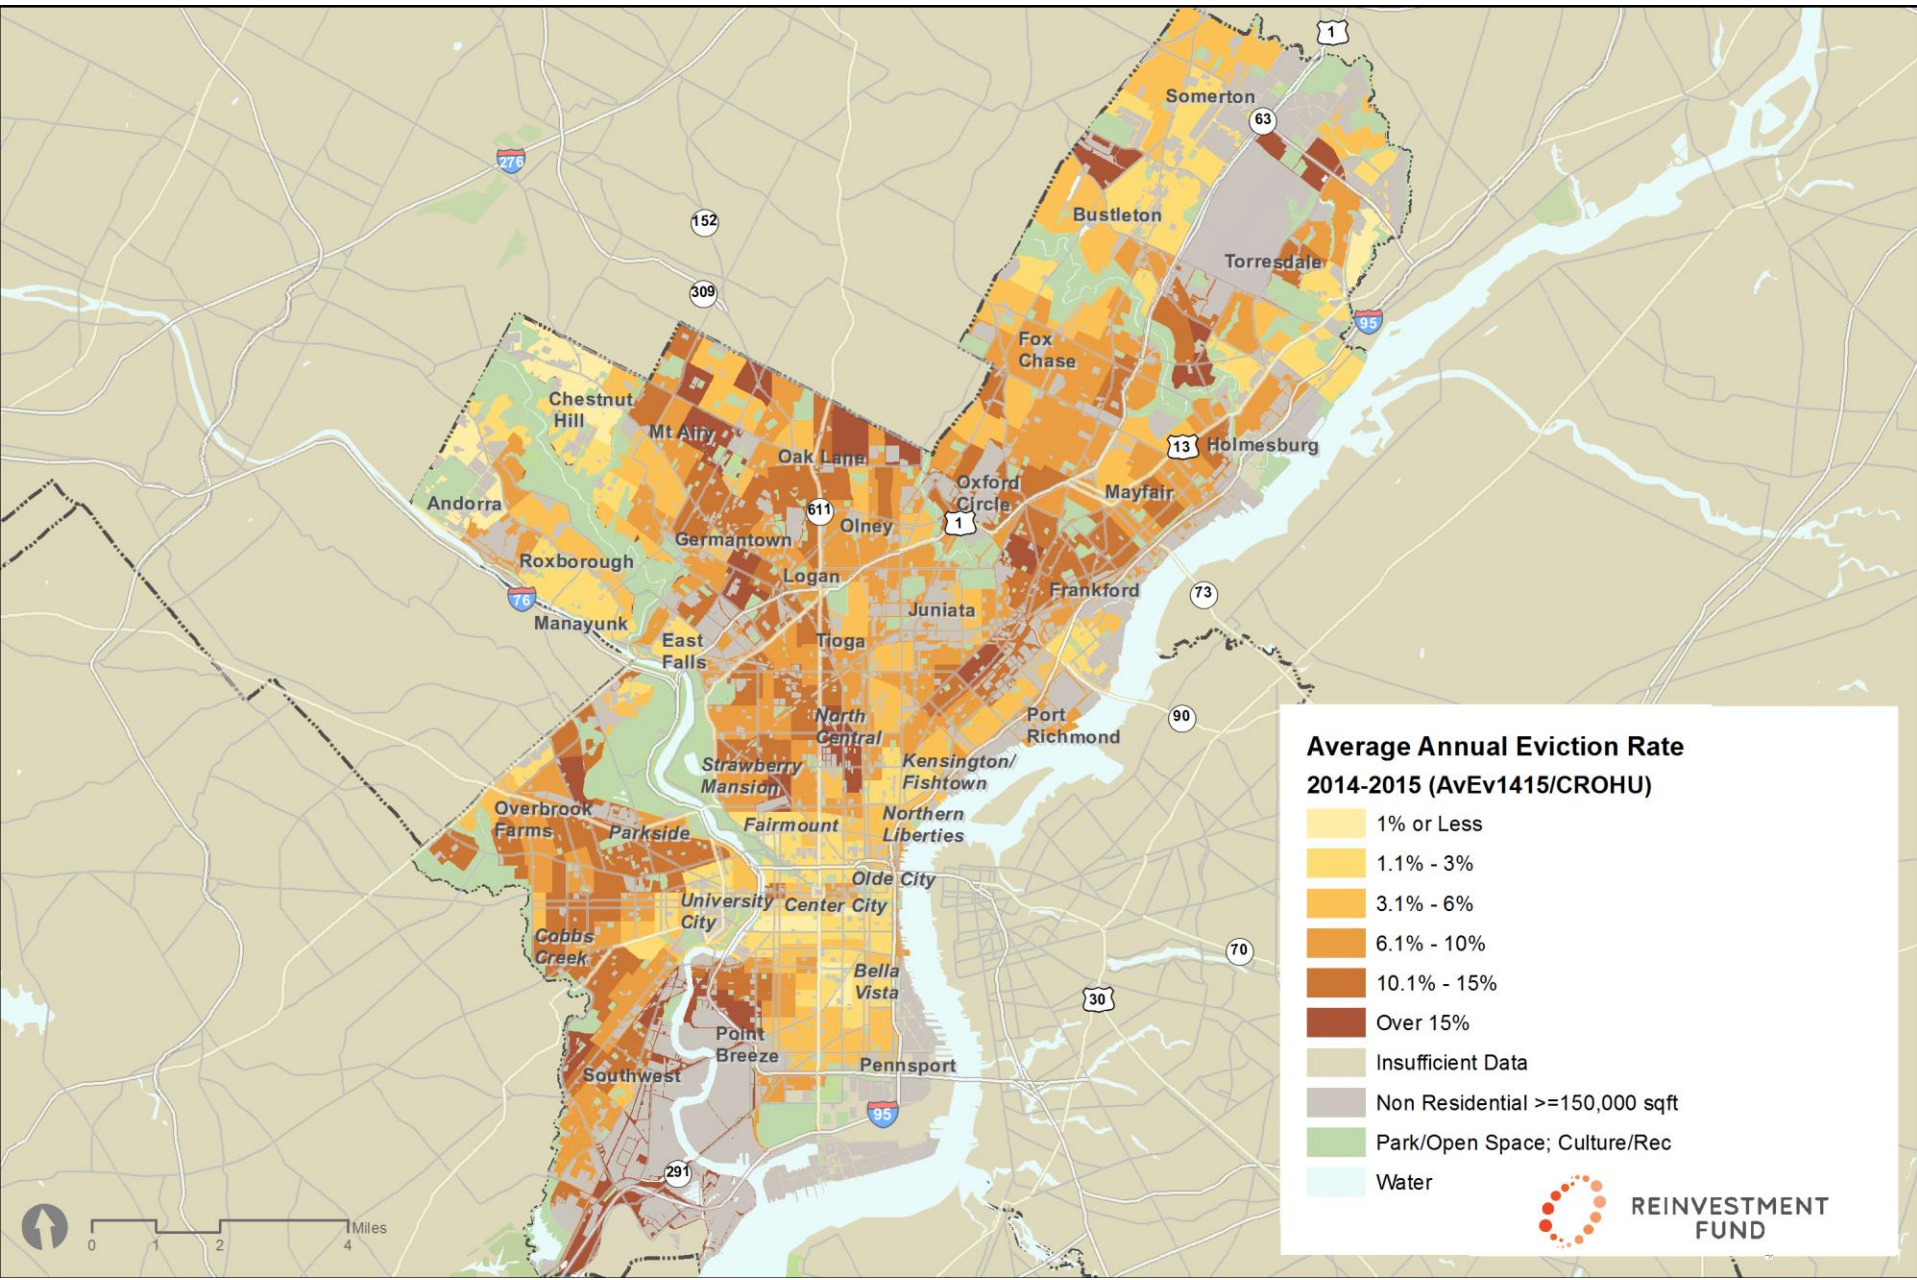 1
Somerton
63
276
152
Bustleton
Torresdale
309
95
Fox
Chase
Chestnut
Hill
Mt Airy
13
Holmesburg
Oak Lane
Oxford
Circle
Mayfair
Andorra
611
Olney
1
Germantown
Roxborough
Logan
Frankford
73
76
Juniata
Manayunk
East
Falls
Tioga
North
Central
Port
Richmond
90
Strawberry
Mansion
Kensington/
Fishtown
Overbrook
Farms
Parkside
Fairmount
Northern
Liberties
Olde City
University
City
Center City
Cobbs
Creek
70
Bella
Vista
30
Point
Breeze
Southwest
Pennsport
95
291
Average Annual Eviction Rate
2014-2015 (AvEv1415/CROHU)
1% or Less
1.1% - 3%
3.1% - 6%
6.1% - 10%
10.1% - 15%
Over 15%
Insufficient Data
Non Residential >=150,000 sqft
Park/Open Space; Culture/Rec
Water
REINVESTMENT
FUND
Miles
0 1 2 4